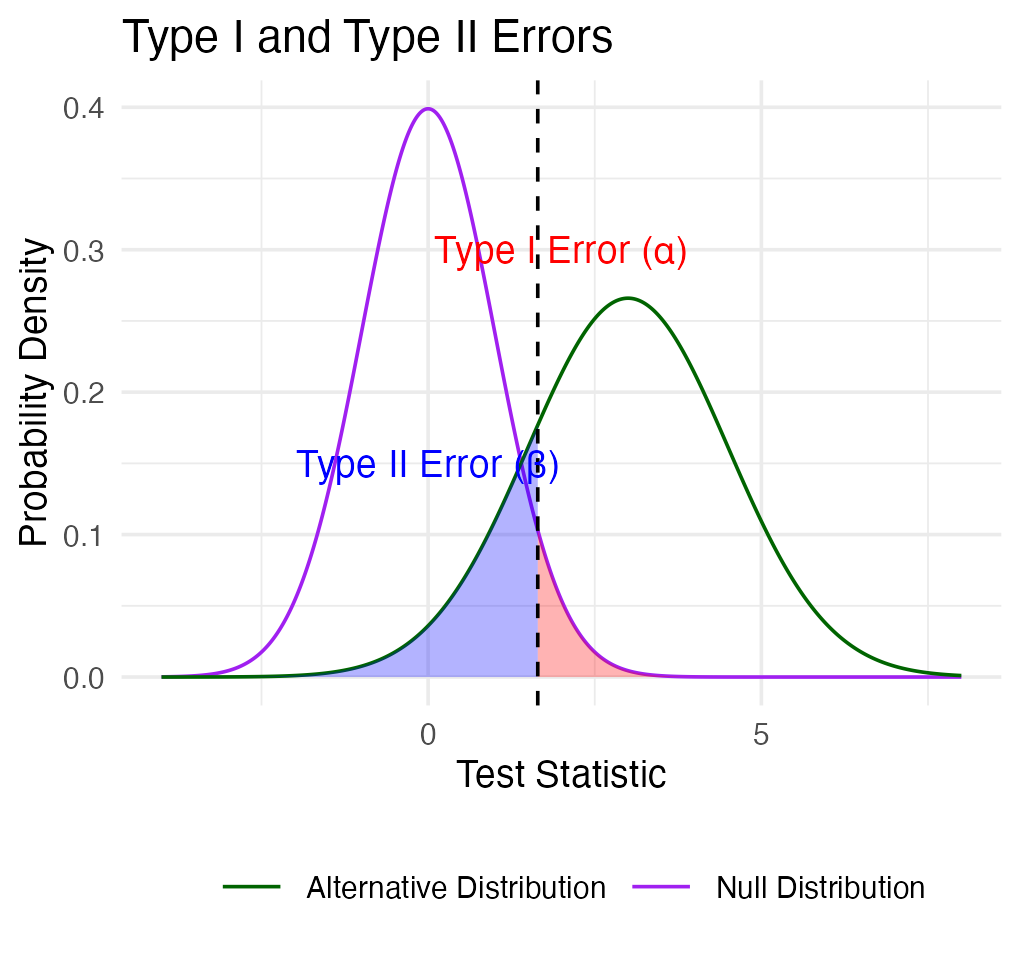 Type I and Type II Errors
0.4
0.3
0.2
0.1
0.0
Probability Density
Type I Error (α)
Type II Error (β)
0
5
Test Statistic
Alternative Distribution
Null Distribution